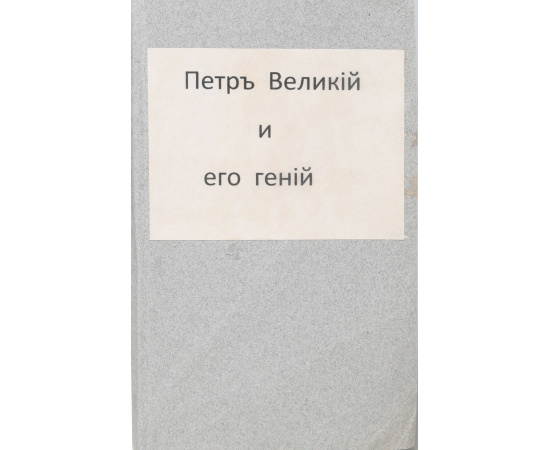 Петръ Великій
и
его геній